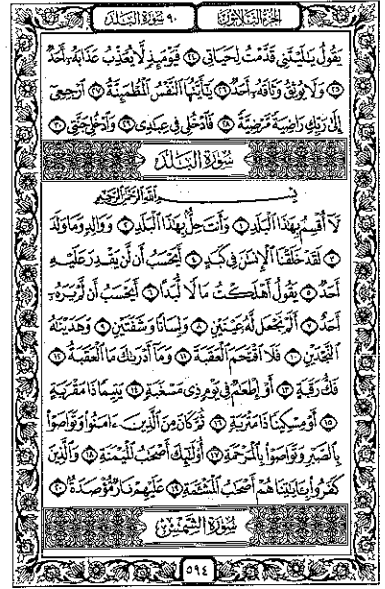 الجزء الثلاثون ٩٠ سورة البلد
يَقُولُ يَٰلَيْتَنِى قَدَّمْتُ لِحَيَاتِى ٢٤ فَيَوْمَئِذٍ لَّا يُعَذِّبُ عَذَابَهُۥٓ أَحَدٌ
٢٥ وَلَا يُوثِقُ وَثَاقَهُۥٓ أَحَدٌ ٢٦ يَٰٓأَيَّتُهَا ٱلنَّفْسُ ٱلْمُطْمَئِنَّةُ ٢٧ ٱرْجِعِىٓ
إِلَىٰ رَبِّكِ رَاضِيَةً مَّرْضِيَّةً ٢٨ فَٱدْخُلِى فِى عِبَٰدِى ٢٩ وَٱدْخُلِى جَنَّتِى ٣٠
سُورَةُ الْبَلَدِ
بِسْمِ ٱللَّهِ ٱلرَّحْمَٰنِ ٱلرَّحِيمِ
لَآ أُقْسِمُ بِهَٰذَا ٱلْبَلَدِ ١ وَأَنتَ حِلٌّۢ بِهَٰذَا ٱلْبَلَدِ ٢ وَوَالِدٍ وَمَا وَلَدَ
٣ لَقَدْ خَلَقْنَا ٱلْإِنسَٰنَ فِى كَبَدٍ ٤ أَيَحْسَبُ أَن لَّن يَقْدِرَ عَلَيْهِ
أَحَدٌ ٥ يَقُولُ أَهْلَكْتُ مَالًا لُّبَدًا ٦ أَيَحْسَبُ أَن لَّمْ يَرَهُۥٓ
أَحَدٌ ٧ أَلَمْ نَجْعَل لَّهُۥ عَيْنَيْنِ ٨ وَلِسَانًا وَشَفَتَيْنِ ٩ وَهَدَيْنَٰهُ
ٱلنَّجْدَيْنِ ١٠ فَلَا ٱقْتَحَمَ ٱلْعَقَبَةَ ١١ وَمَآ أَدْرَىٰكَ مَا ٱلْعَقَبَةُ ١٢
فَكُّ رَقَبَةٍ ١٣ أَوْ إِطْعَٰمٌ فِى يَوْمٍ ذِى مَسْغَبَةٍ ١٤ يَتِيمًا ذَا مَقْرَبَةٍ
١٥ أَوْ مِسْكِينًا ذَا مَتْرَبَةٍ ١٦ ثُمَّ كَانَ مِنَ ٱلَّذِينَ ءَامَنُوا۟ وَتَوَاصَوْا۟
بِٱلصَّبْرِ وَتَوَاصَوْا۟ بِٱلْمَرْحَمَةِ ١٧ أُو۟لَٰٓئِكَ أَصْحَٰبُ ٱلْمَيْمَنَةِ ١٨ وَٱلَّذِينَ
كَفَرُوا۟ بِـَٔايَٰتِنَا هُمْ أَصْحَٰبُ ٱلْمَشْـَٔمَةِ ١٩ عَلَيْهِمْ نَارٌ مُّؤْصَدَةٌۢ ٢٠
سُورَةُ الشَّمْسِ
٥٩٤